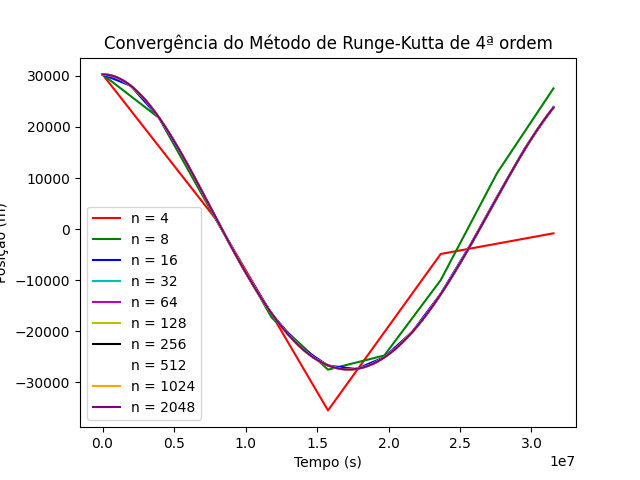 Convergência do Método de Runge-Kutta de 4ª ordem
30000
20000
10000
0
−10000
−20000
−30000
Posição (m)
n = 4
n = 8
n = 16
n = 32
n = 64
n = 128
n = 256
n = 512
n = 1024
n = 2048
0.0
0.5
1.0
1.5
2.0
2.5
3.0
1e7
Tempo (s)